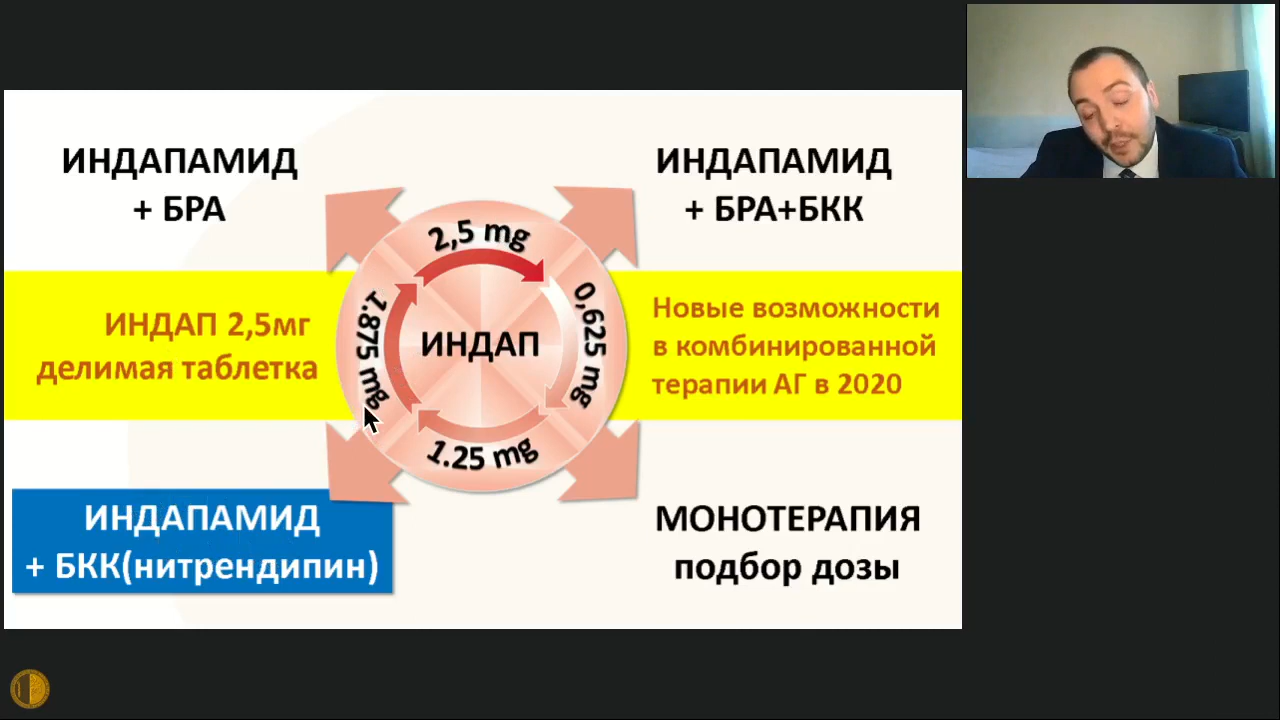 ИНДАПАМИД
+ БРА
ИНДАПАМИД
+ БРА+БКК
2,5 mg
0,625 mg
1.25 mg
1.875 mg
ИНДАП
ИНДАП 2,5мг
делимая таблетка
Новые возможности
в комбинированной
терапии АГ в 2020
ИНДАПАМИД
+ БКК(нитрендипин)
МОНОТЕРАПИЯ
подбор дозы